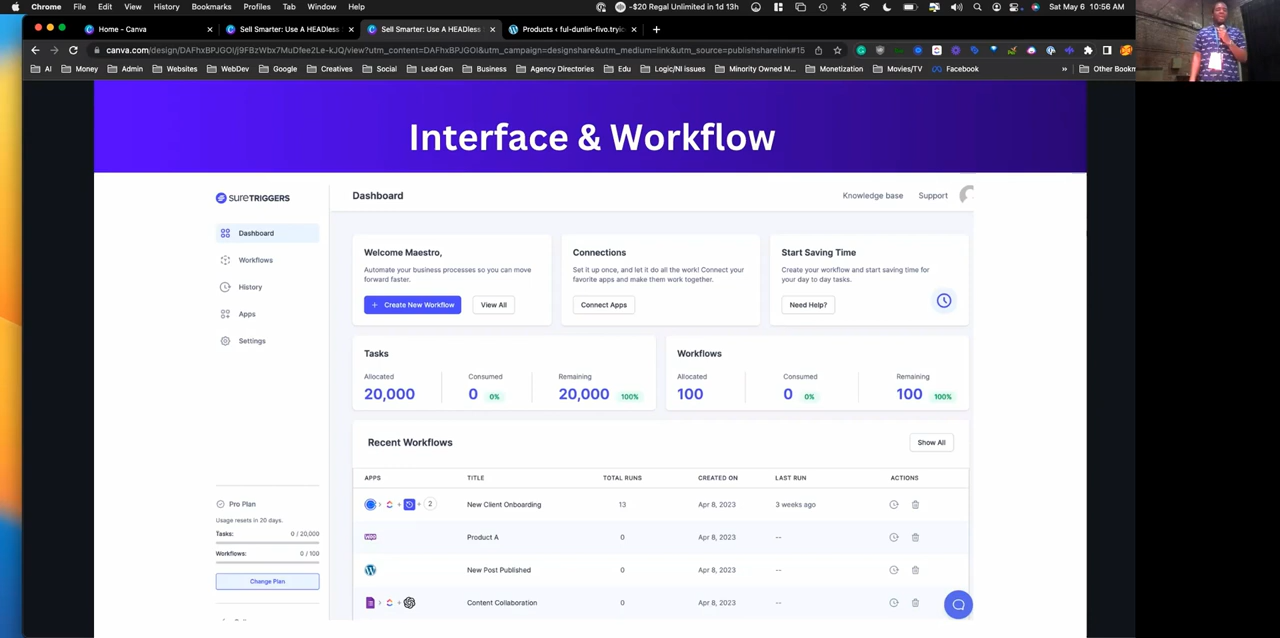 Chrome File Edit View History Bookmarks Profiles Tab Window Help
-$20 Regal Unlimited in 1d 13h
Sat May 6 10:56 AM
Home - Canva
Sell Smarter: Use A HEADless
Sell Smarter: Use A HEADless
Products ‹ ful-dunlin-fivo.tryic
canva.com/design/DAFhxBPJGOI/j9FBzWbx7MuDfee2Le-kJQ/view?utm_content=DAFhxBPJGOI&utm_campaign=designshare&utm_medium=link&utm_source=publishsharelink#15
AI Money Admin Websites WebDev Google Creatives Social Lead Gen Business Agency Directories Edu Logic/NI issues Minority Owned M... Monetization Movies/TV Facebook » Other Bookm
Interface & Workflow
SURETRIGGERS
Dashboard
Knowledge base Support
Dashboard
Workflows
History
Apps
Settings
Welcome Maestro,
Automate your business processes so you can move
forward faster.
+ Create New Workflow
View All
Connections
Set it up once, and let it do all the work! Connect your
favorite apps and make them work together.
Connect Apps
Start Saving Time
Create your workflow and start saving time for
your day to day tasks.
Need Help?
Tasks
Allocated Consumed Remaining
20,000 0 0% 20,000 100%
Workflows
Allocated Consumed Remaining
100 0 0% 100 100%
Recent Workflows
Show All
APPS TITLE TOTAL RUNS CREATED ON LAST RUN ACTIONS
2 New Client Onboarding 13 Apr 8, 2023 3 weeks ago
Woo Product A 0 Apr 8, 2023 --
New Post Published 0 Apr 8, 2023 --
Content Collaboration 0 Apr 8, 2023 --
Pro Plan
Usage resets in 20 days.
Tasks: 0 / 20,000
Workflows: 0 / 100
Change Plan